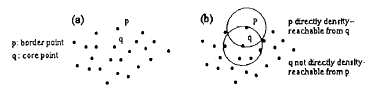 (a)
p
q
p: border point
q : core point
(b)
p
q
p directly density-
reachable from q
q not directly density-
reachable from p